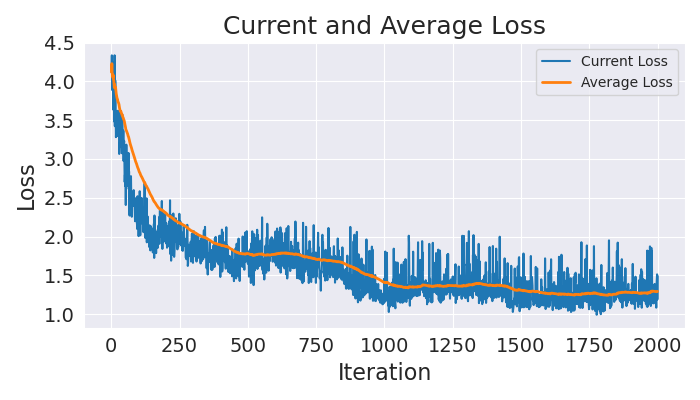 Current and Average Loss
Current Loss
Average Loss
Loss
4.5
4.0
3.5
3.0
2.5
2.0
1.5
1.0
0 250 500 750 1000 1250 1500 1750 2000
Iteration